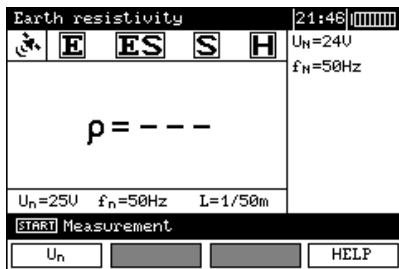 Earth resistivity 21:46
E ES S H
UN=24V
fN=50Hz
ρ=---
Un=25V fn=50Hz L=1/50m
START Measurement
Un HELP